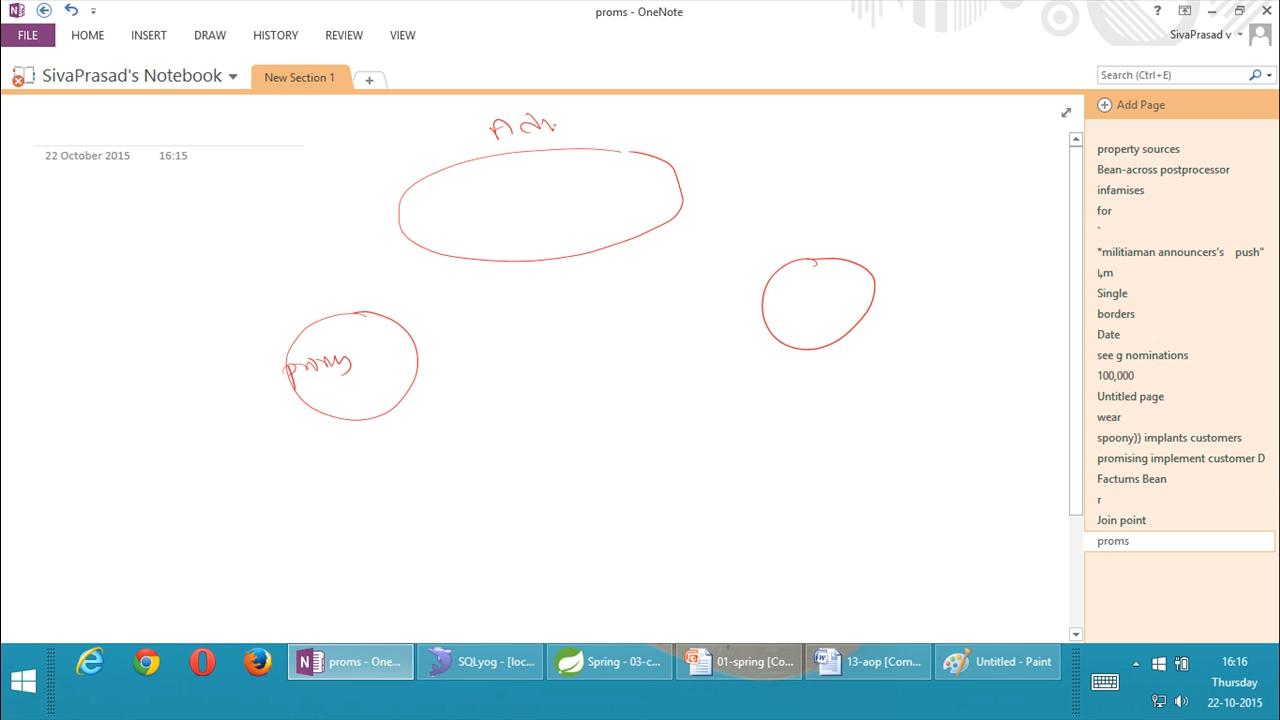 proms - OneNote
?
SivaPrasad v
FILE
HOME
INSERT
DRAW
HISTORY
REVIEW
VIEW
SivaPrasad's Notebook
New Section 1
+
Search (Ctrl+E)
Add Page
22 October 2015
16:15
property sources
Bean-across postprocessor
infamises
for
`
*militiaman announcers's push"
Single
borders
Date
see g nominations
100,000
Untitled page
wear
spoony)) implants customers
promising implement customer D
Factums Bean
r
Join point
proms
proms - One...
SQLyog - [loc...
Spring - 03-c...
01-spring [Co...
13-aop [Com...
Untitled - Paint
16:16
Thursday
22-10-2015